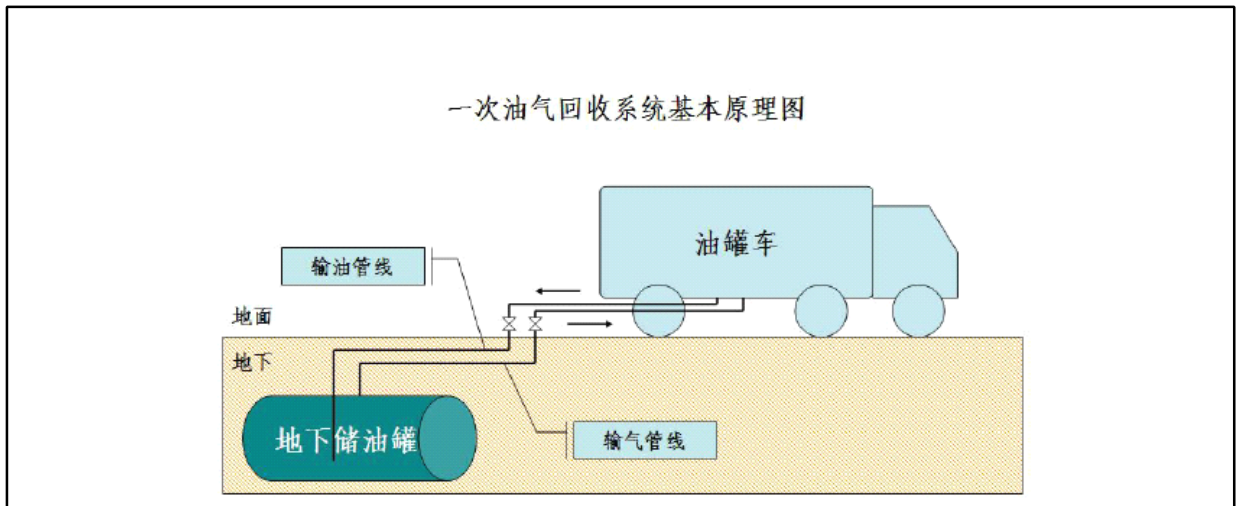 一次油气回收系统基本原理图
油罐车
输油管线
地面
地下
地下储油罐
输气管线